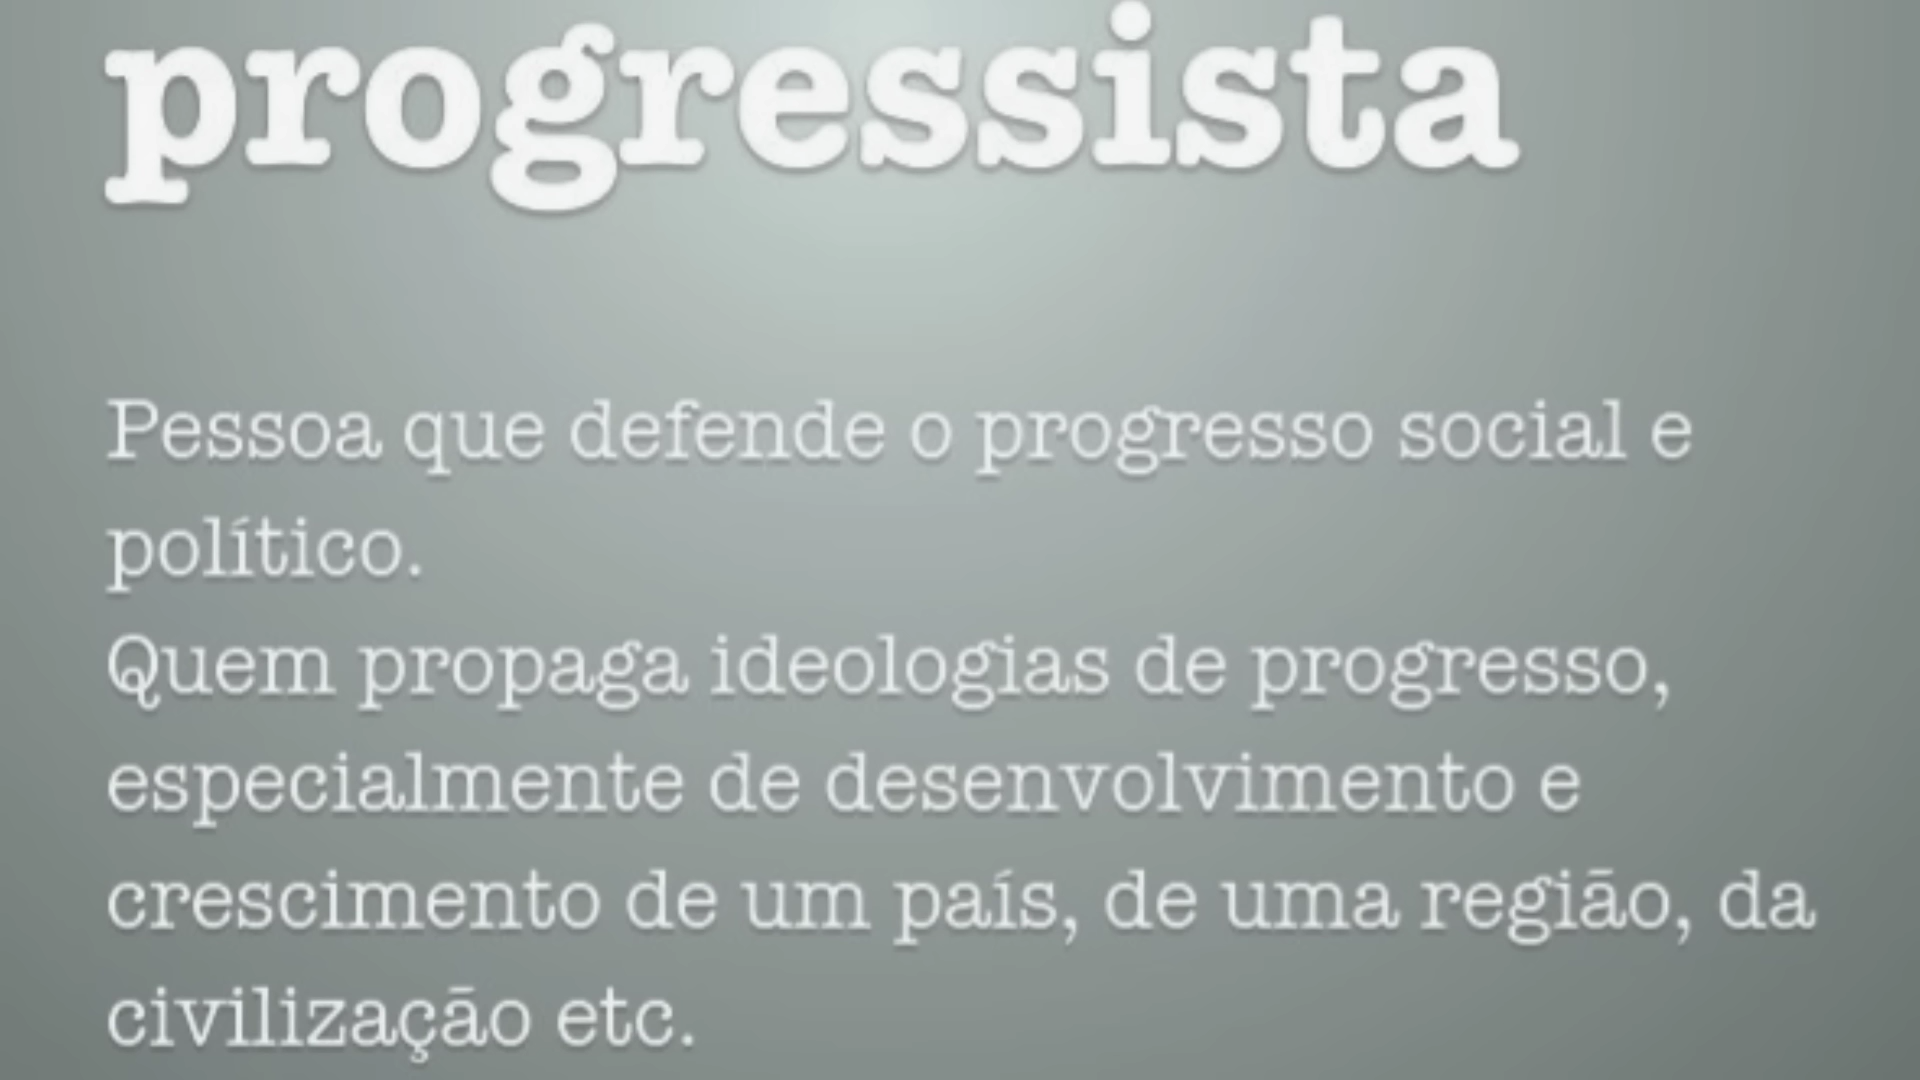 progressista
Pessoa que defende o progresso social e
político.
Quem propaga ideologias de progresso,
especialmente de desenvolvimento e
crescimento de um país, de uma região, da
civilização etc.